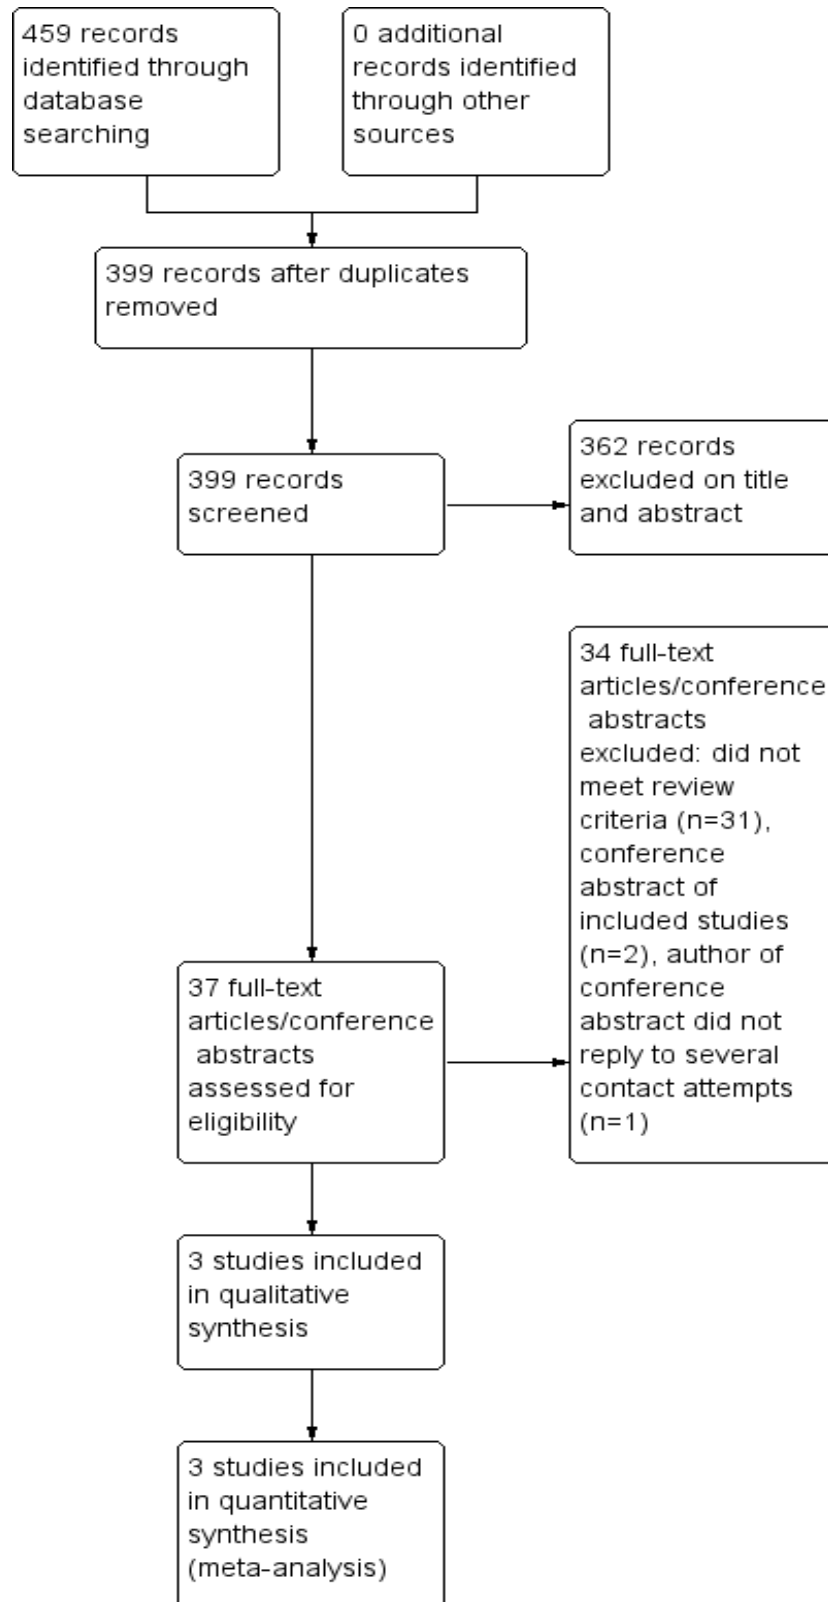 459 records
identified through
database
searching
0 additional
records identified
through other
sources
399 records after duplicates
removed
399 records
screened
362 records
excluded on title
and abstract
34 full-text
articles/conference
abstracts
excluded: did not
meet review
criteria (n=31),
conference
abstract of
included studies
(n=2), author of
conference
abstract did not
reply to several
contact attempts
(n=1)
37 full-text
articles/conference
abstracts
assessed for
eligibility
3 studies included
in qualitative
synthesis
3 studies included
in quantitative
synthesis
(meta-analysis)